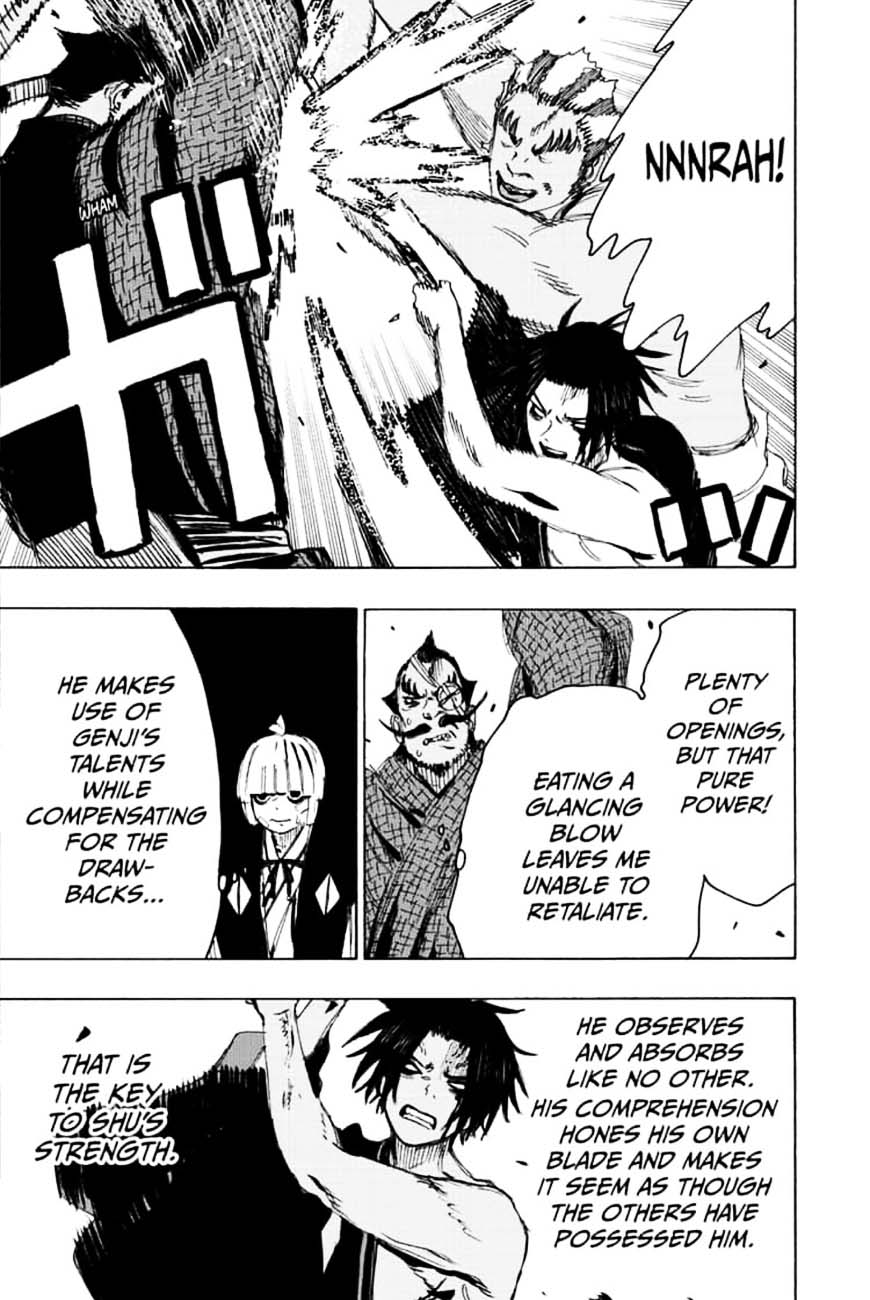 NNNRAH!
WHAM
ガガガ
PLENTY
OF
OPENINGS,
BUT THAT
PURE
POWER!
EATING A
GLANCING
BLOW
LEAVES ME
UNABLE TO
RETALIATE.
HE MAKES
USE OF
GENJI'S
TALENTS
WHILE
COMPENSATING
FOR THE
DRAW-
BACKS...
HE OBSERVES
AND ABSORBS
LIKE NO OTHER.
HIS COMPREHENSION
HONES HIS OWN
BLADE AND MAKES
IT SEEM AS THOUGH
THE OTHERS HAVE
POSSESSED HIM.
THAT IS
THE KEY
TO SHU'S
STRENGTH.